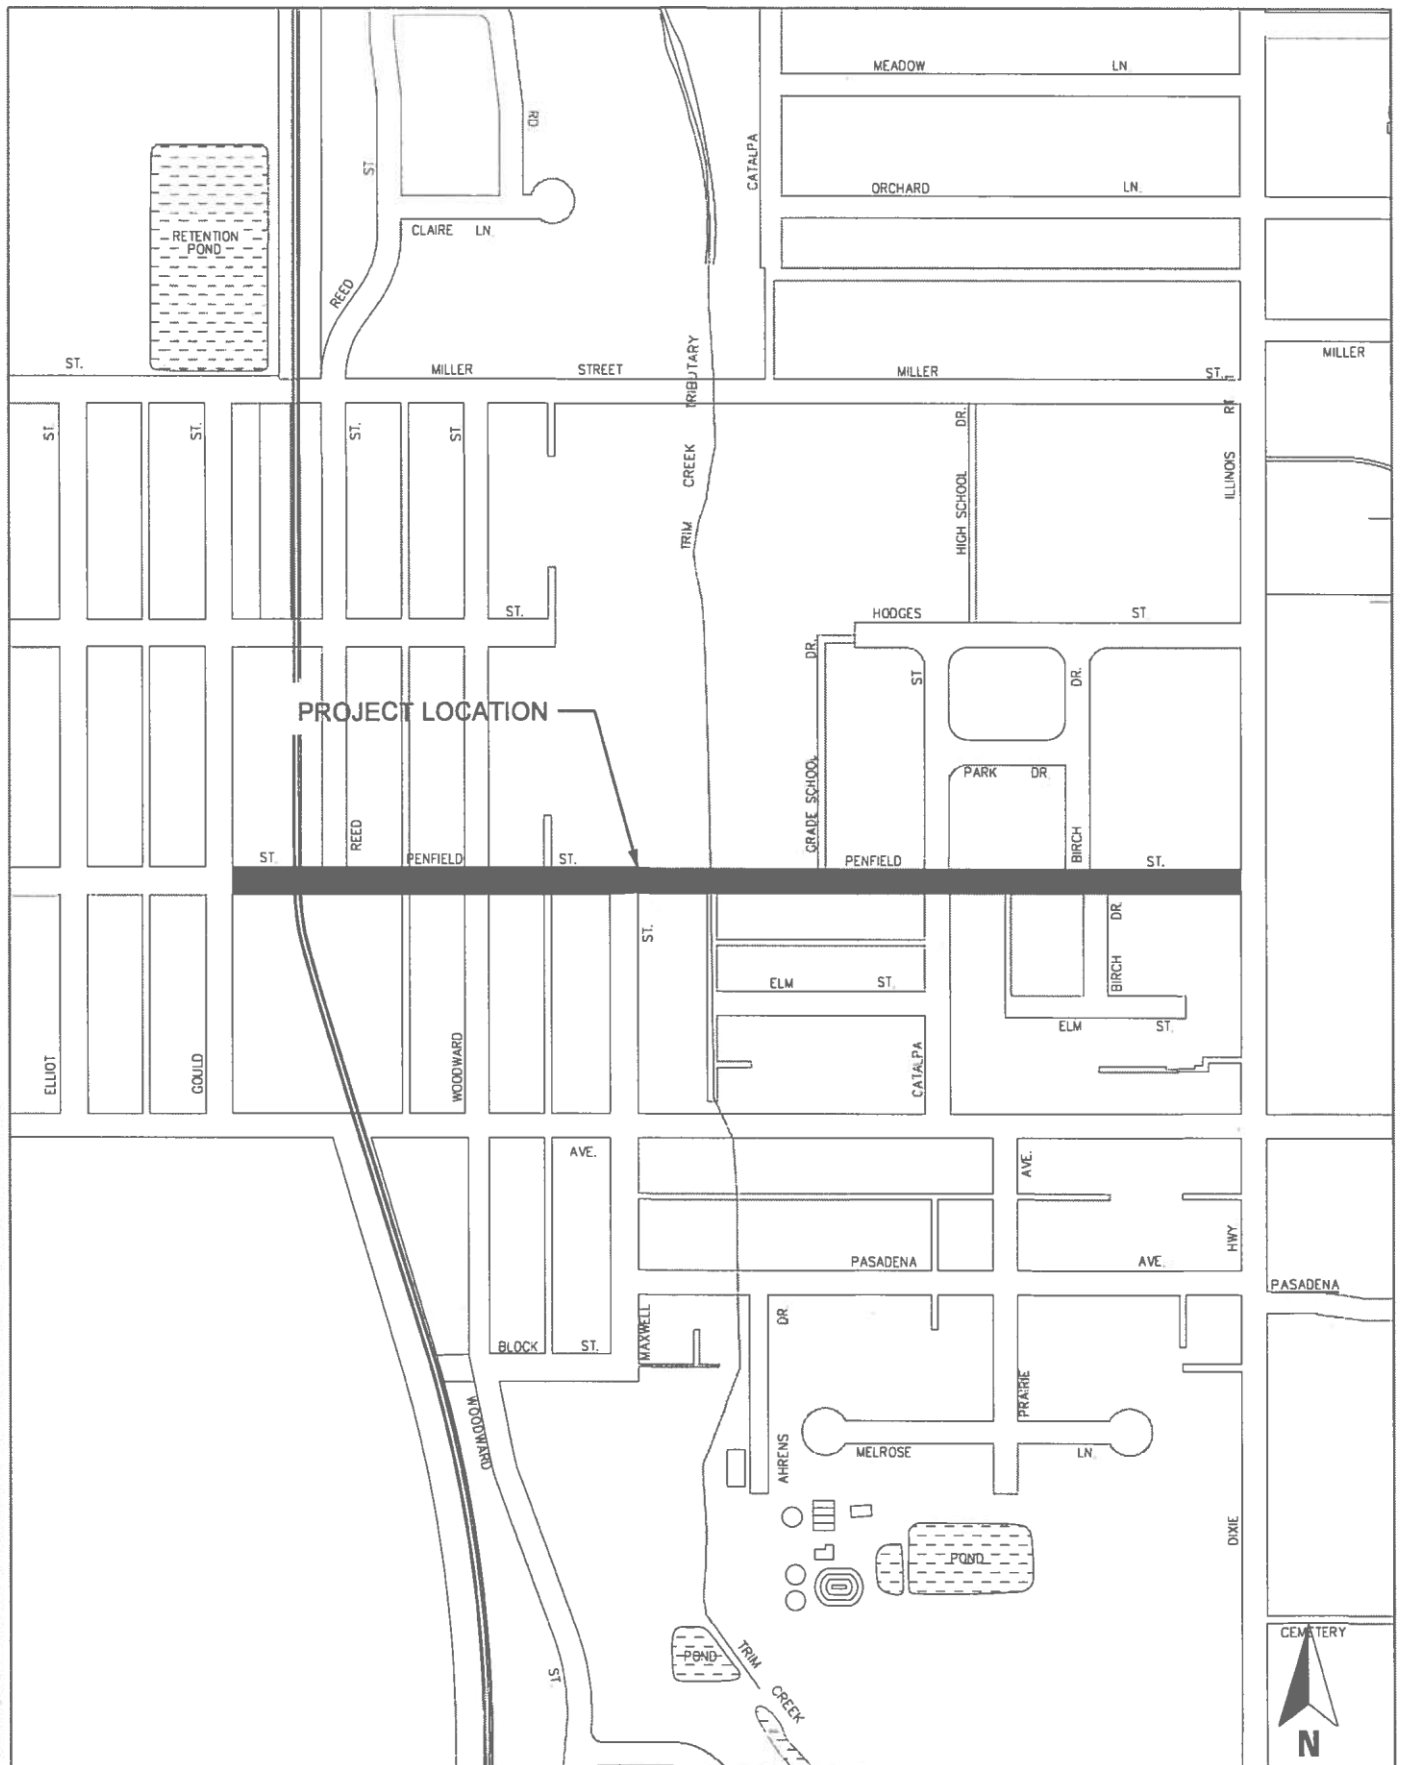 MEADOW LN.
RD.
CATALPA
ST.
ORCHARD LN.
RETENTION
POND
CLAIRE LN.
REED
TRIM CREEK TRIBUTARY
ST.
MILLER STREET
MILLER ST.
MILLER
ST.
ST.
ST.
ST.
HIGH SCHOOL DR.
ILLINOIS RT. 1
ST.
HODGES ST.
GRADE SCHOOL DR.
ST.
DR.
PROJECT LOCATION
PARK DR.
REED
BIRCH
ST.
PENFIELD
ST.
PENFIELD
ST.
ST.
BIRCH DR.
ELM ST.
ELM ST.
ELLIOT
GOULD
WOODWARD
CATALPA
AVE.
AVE.
HWY
PASADENA AVE.
PASADENA
BLOCK ST.
MAXWELL
AHRENS DR.
PRAIRIE
WOODWARD
MELROSE LN.
DIXIE
POND
POND
TRIM CREEK
CEMETERY
ST.
N